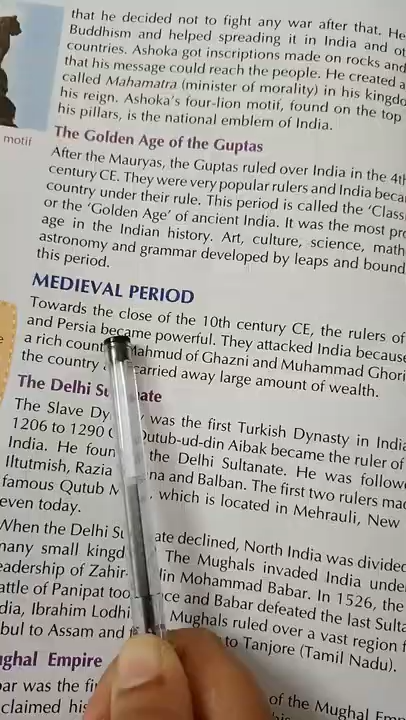 that he decided not to fight any war after that. He
Buddhism and helped spreading it in India and ot
countries. Ashoka got inscriptions made on rocks and
that his message could reach the people. He created a
called Mahamatra (minister of morality) in his kingdo
his reign. Ashoka's four-lion motif, found on the top
his pillars, is the national emblem of India.
motif
The Golden Age of the Guptas
After the Mauryas, the Guptas ruled over India in the 4th
century CE. They were very popular rulers and India beca
country under their rule. This period is called the 'Class
or the 'Golden Age' of ancient India. It was the most pro
age in the Indian history. Art, culture, science, math
astronomy and grammar developed by leaps and bound
this period.
MEDIEVAL PERIOD
Towards the close of the 10th century CE, the rulers of
and Persia became powerful. They attacked India because
a rich count Mahmud of Ghazni and Muhammad Ghori
the country carried away large amount of wealth.
The Delhi Su ate
The Slave Dy was the first Turkish Dynasty in India
1206 to 1290 C Qutub-ud-din Aibak became the ruler of
India. He foun the Delhi Sultanate. He was follow
Iltutmish, Razia na and Balban. The first two rulers ma
famous Qutub M , which is located in Mehrauli, New
even today.
When the Delhi Su ate declined, North India was divided
many small kingd The Mughals invaded India unde
eadership of Zahir din Mohammad Babar. In 1526, the
attle of Panipat too ce and Babar defeated the last Sulta
dia, Ibrahim Lodhi Mughals ruled over a vast region f
bul to Assam and to Tanjore (Tamil Nadu).
ghal Empire
bar was the fir of the Mughal Emp
claimed his